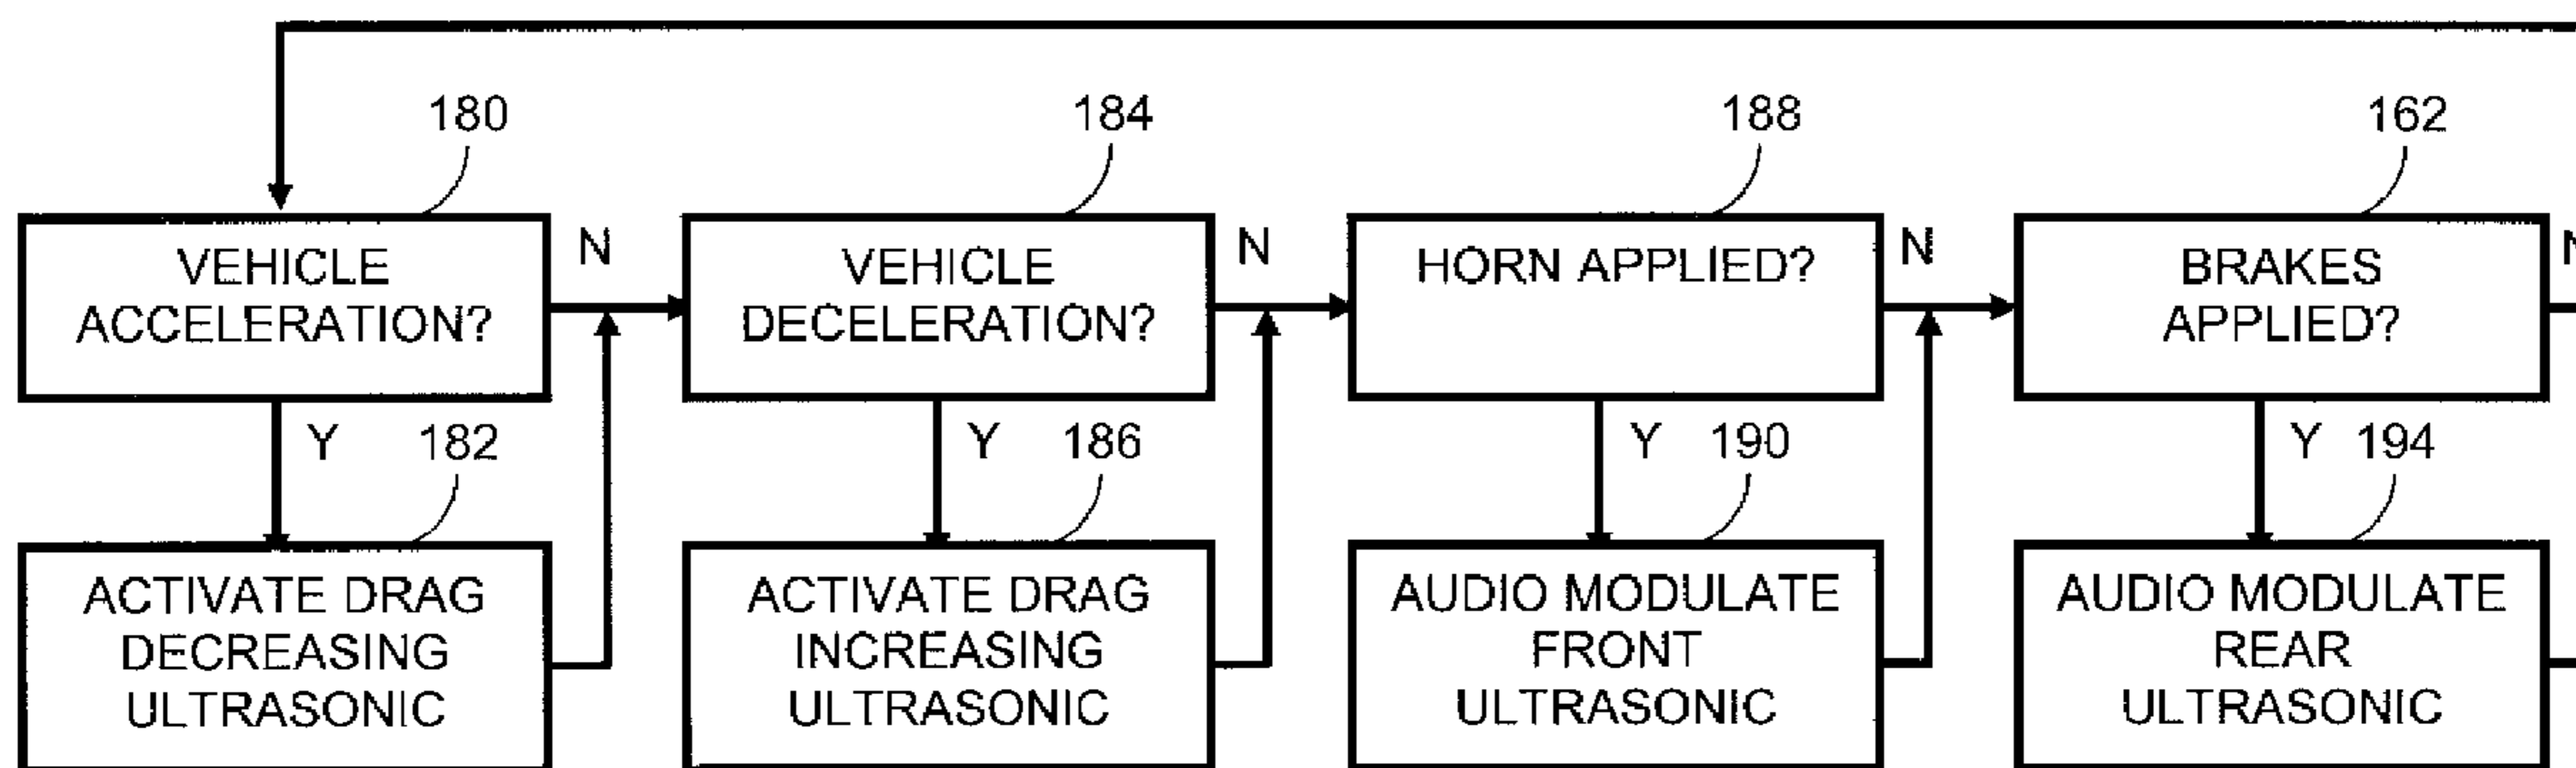 180
184
188
162
VEHICLE
ACCELERATION?
N
VEHICLE
DECELERATION?
N
HORN APPLIED?
N
BRAKES
APPLIED?
Y
182
Y
186
Y
190
Y
194
ACTIVATE DRAG
DECREASING
ULTRASONIC
ACTIVATE DRAG
INCREASING
ULTRASONIC
AUDIO MODULATE
FRONT
ULTRASONIC
AUDIO MODULATE
REAR
ULTRASONIC